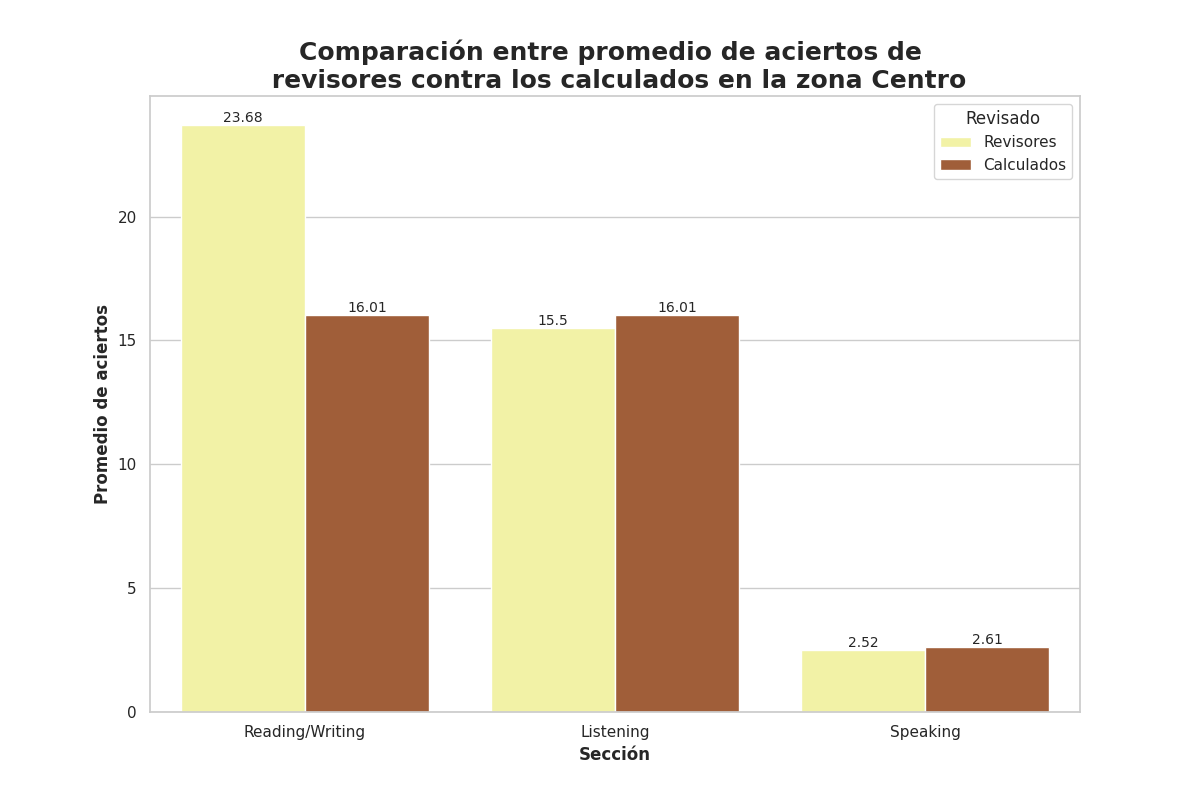 Comparación entre promedio de aciertos de
revisores contra los calculados en la zona Centro
Revisado
Revisores
Calculados
23.68
16.01
15.5
16.01
2.52
2.61
Promedio de aciertos
20
15
10
5
0
Reading/Writing
Listening
Speaking
Sección